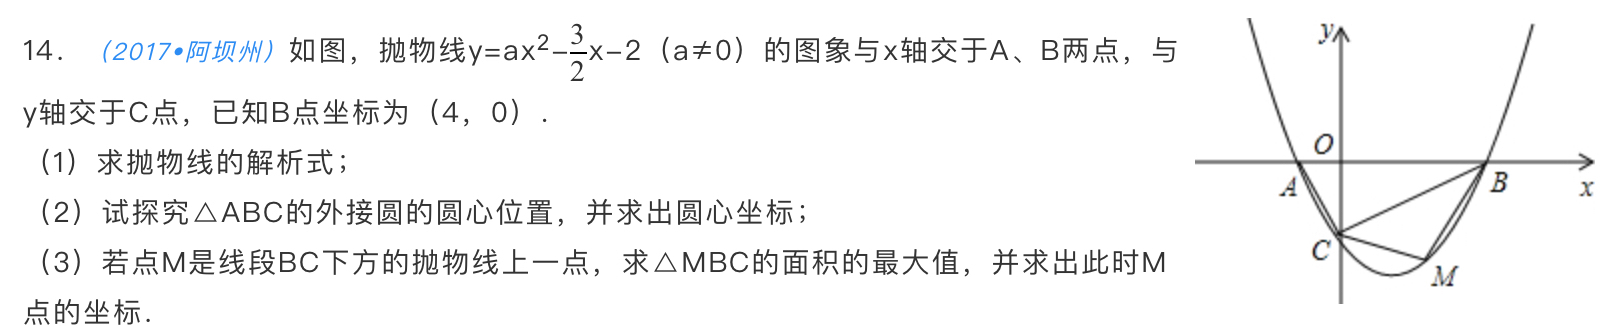 14. （2017•阿坝州）如图，抛物线y=ax²-3/2x-2（a≠0）的图象与x轴交于A、B两点，与
y轴交于C点，已知B点坐标为（4，0）.
（1）求抛物线的解析式；
（2）试探究△ABC的外接圆的圆心位置，并求出圆心坐标；
（3）若点M是线段BC下方的抛物线上一点，求△MBC的面积的最大值，并求出此时M
点的坐标.
y
O
A
B
x
C
M